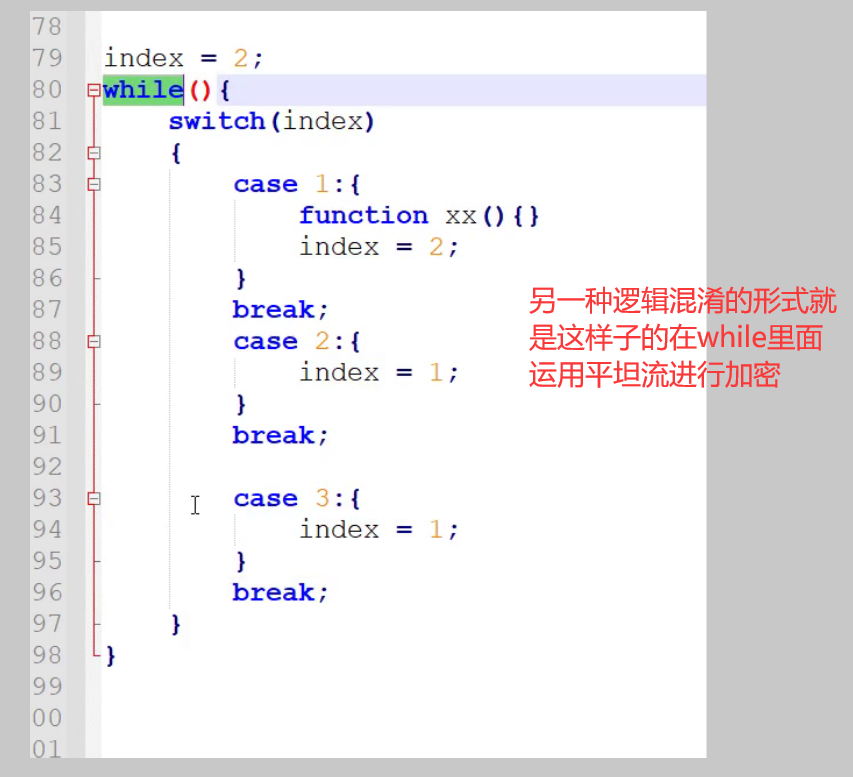 78
79 index = 2;
80 while(){
81 switch(index)
82 {
83 case 1:{
84 function xx(){}
85 index = 2;
86 }
87 break;
88 case 2:{
89 index = 1;
90 }
91 break;
92
93 case 3:{
94 index = 1;
95 }
96 break;
97 }
98 }
99
00
01
另一种逻辑混淆的形式就
是这样子的在while里面
运用平坦流进行加密